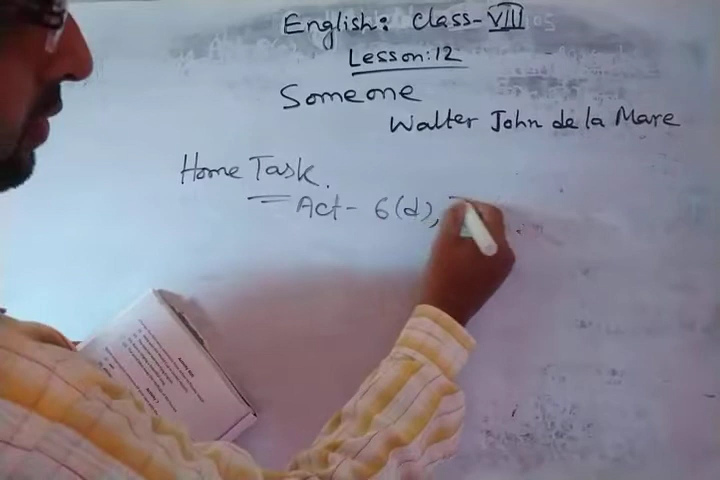 English: Class-VIII
Lesson:12
Someone
Walter John de la Mare
Home Task.
Act- 6(d),